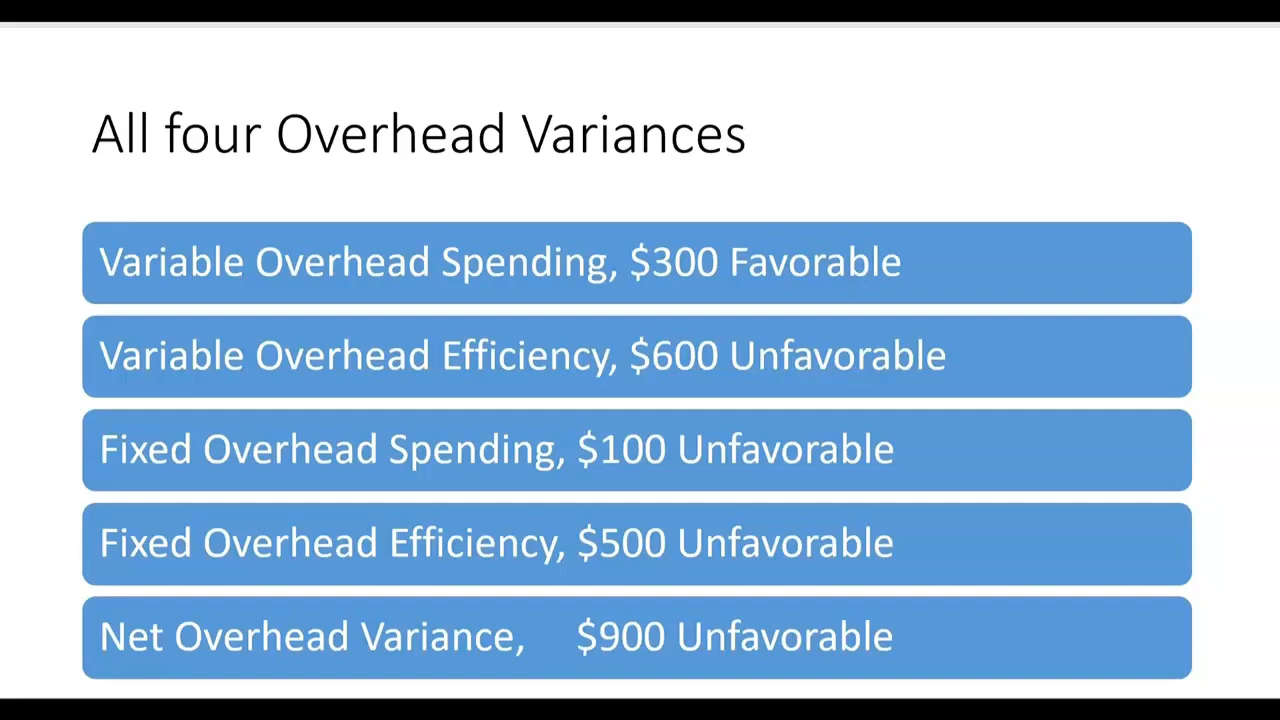 All four Overhead Variances
Variable Overhead Spending, $300 Favorable
Variable Overhead Efficiency, $600 Unfavorable
Fixed Overhead Spending, $100 Unfavorable
Fixed Overhead Efficiency, $500 Unfavorable
Net Overhead Variance, $900 Unfavorable